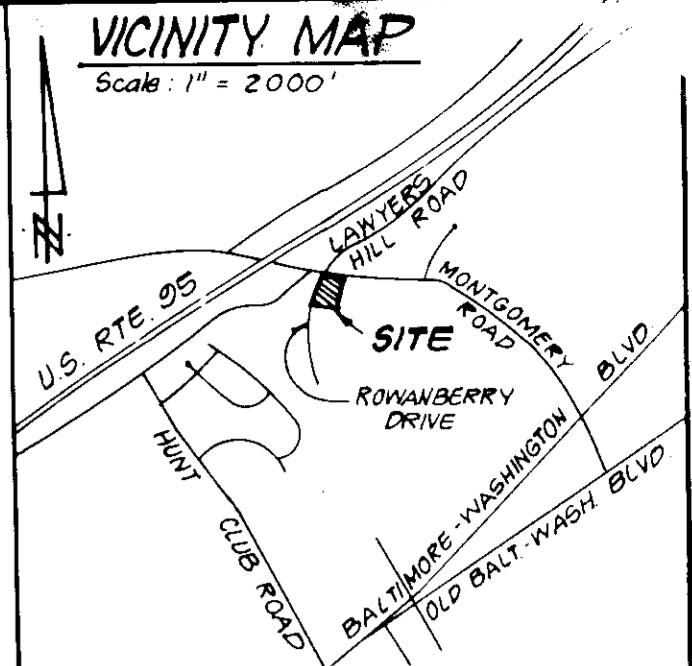 VICINITY MAP
Scale: 1" = 2000'
N
LAWYERS
HILL ROAD
U.S. RTE. 95
MONTGOMERY
ROAD
SITE
ROWANBERRY
DRIVE
HUNT
CLUB ROAD
BALTIMORE-WASHINGTON BLVD.
OLD BALT.-WASH. BLVD